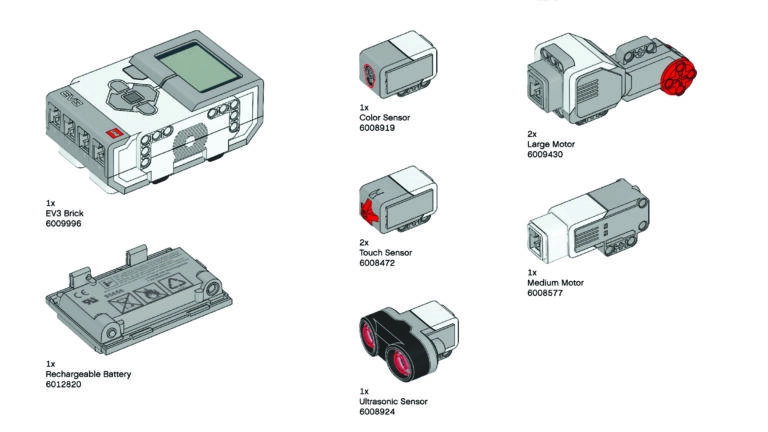 EV3
1x
EV3 Brick
6009996
1x
Rechargeable Battery
6012820
1x
Color Sensor
6008919
2x
Touch Sensor
6008472
1x
Ultrasonic Sensor
6008924
2x
Large Motor
6009430
1x
Medium Motor
6008577